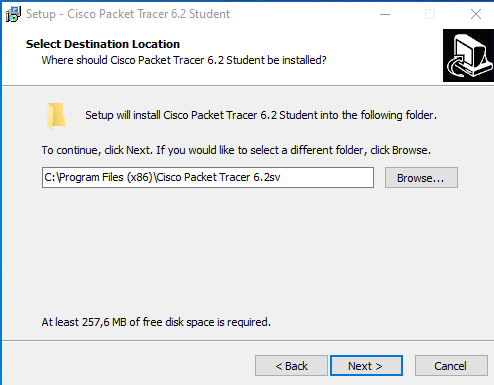 Setup - Cisco Packet Tracer 6.2 Student
Select Destination Location
Where should Cisco Packet Tracer 6.2 Student be installed?
Setup will install Cisco Packet Tracer 6.2 Student into the following folder.
To continue, click Next. If you would like to select a different folder, click Browse.
C:\Program Files (x86)\Cisco Packet Tracer 6.2sv
Browse...
At least 257,6 MB of free disk space is required.
< Back
Next >
Cancel